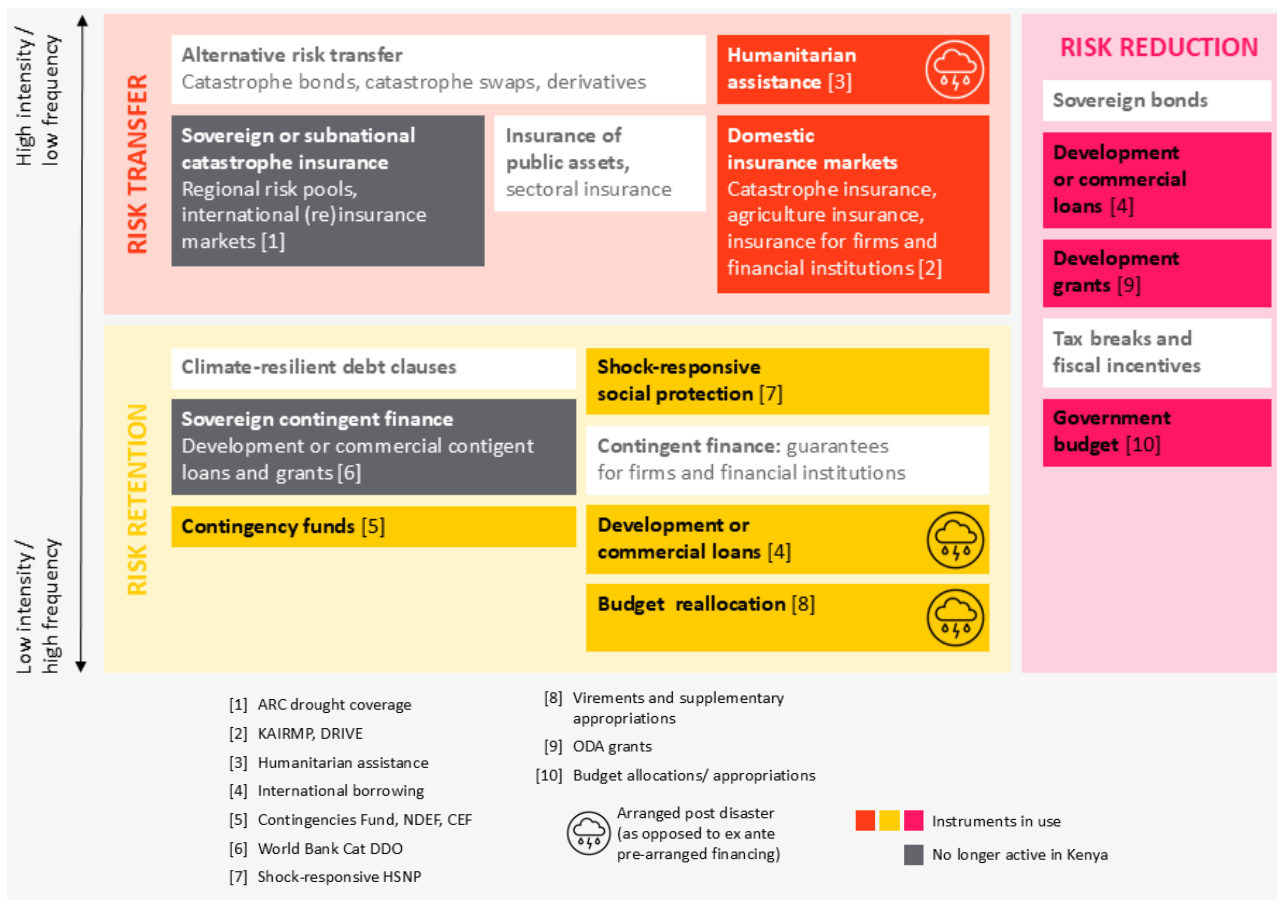 High intensity /
low frequency
Low intensity /
high frequency
RISK TRANSFER
Alternative risk transfer
Catastrophe bonds, catastrophe swaps, derivatives
Humanitarian
assistance [3]
Sovereign or subnational
catastrophe insurance
Regional risk pools,
international (re)insurance
markets [1]
Insurance of
public assets,
sectoral insurance
Domestic
insurance markets
Catastrophe insurance,
agriculture insurance,
insurance for firms and
financial institutions [2]
RISK RETENTION
Climate-resilient debt clauses
Sovereign contingent finance
Development or commercial contigent
loans and grants [6]
Contingency funds [5]
Shock-responsive
social protection [7]
Contingent finance: guarantees
for firms and financial institutions
Development or
commercial loans [4]
Budget reallocation [8]
RISK REDUCTION
Sovereign bonds
Development
or commercial
loans [4]
Development
grants [9]
Tax breaks and
fiscal incentives
Government
budget [10]
[1] ARC drought coverage
[2] KAIRMP, DRIVE
[3] Humanitarian assistance
[4] International borrowing
[5] Contingencies Fund, NDEF, CEF
[6] World Bank Cat DDO
[7] Shock-responsive HSNP
[8] Virements and supplementary
appropriations
[9] ODA grants
[10] Budget allocations/ appropriations
Arranged post disaster
(as opposed to ex ante
pre-arranged financing)
Instruments in use
No longer active in Kenya